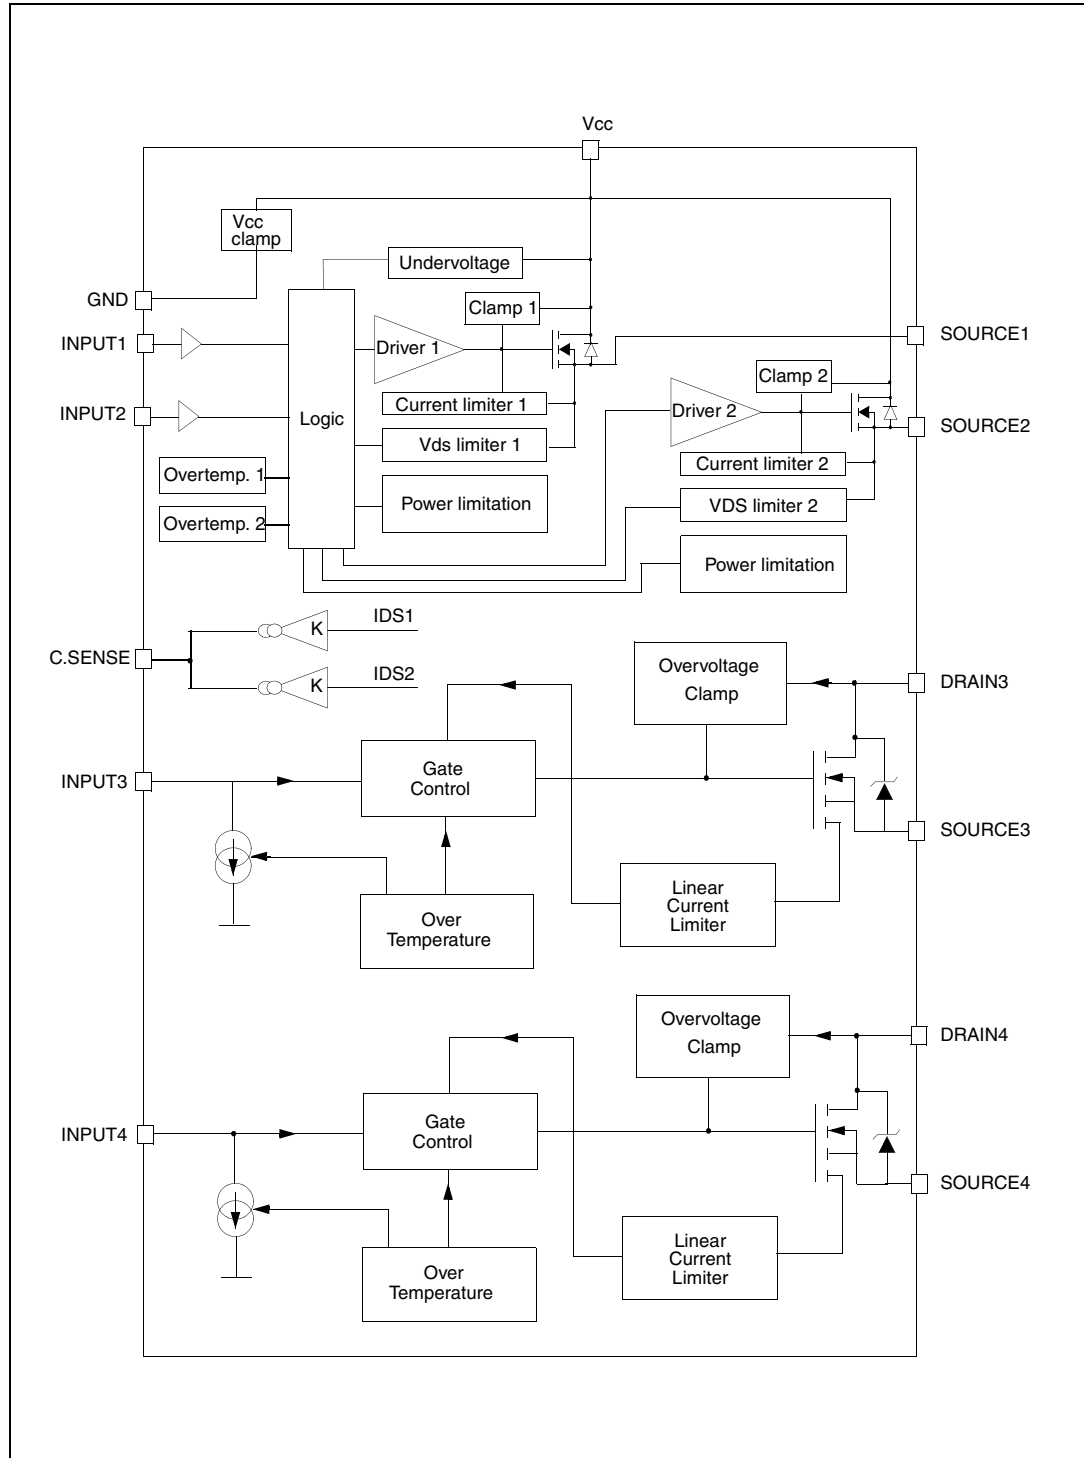 Vcc
Vcc
clamp
Undervoltage
GND
Clamp 1
INPUT1
Driver 1
SOURCE1
Clamp 2
INPUT2
Current limiter 1
Logic
Driver 2
SOURCE2
Vds limiter 1
Current limiter 2
Overtemp. 1
Power limitation
VDS limiter 2
Overtemp. 2
Power limitation
IDS1
K
C.SENSE
IDS2
K
Overvoltage
Clamp
DRAIN3
INPUT3
Gate
Control
SOURCE3
Over
Temperature
Linear
Current
Limiter
Overvoltage
Clamp
DRAIN4
INPUT4
Gate
Control
SOURCE4
Over
Temperature
Linear
Current
Limiter